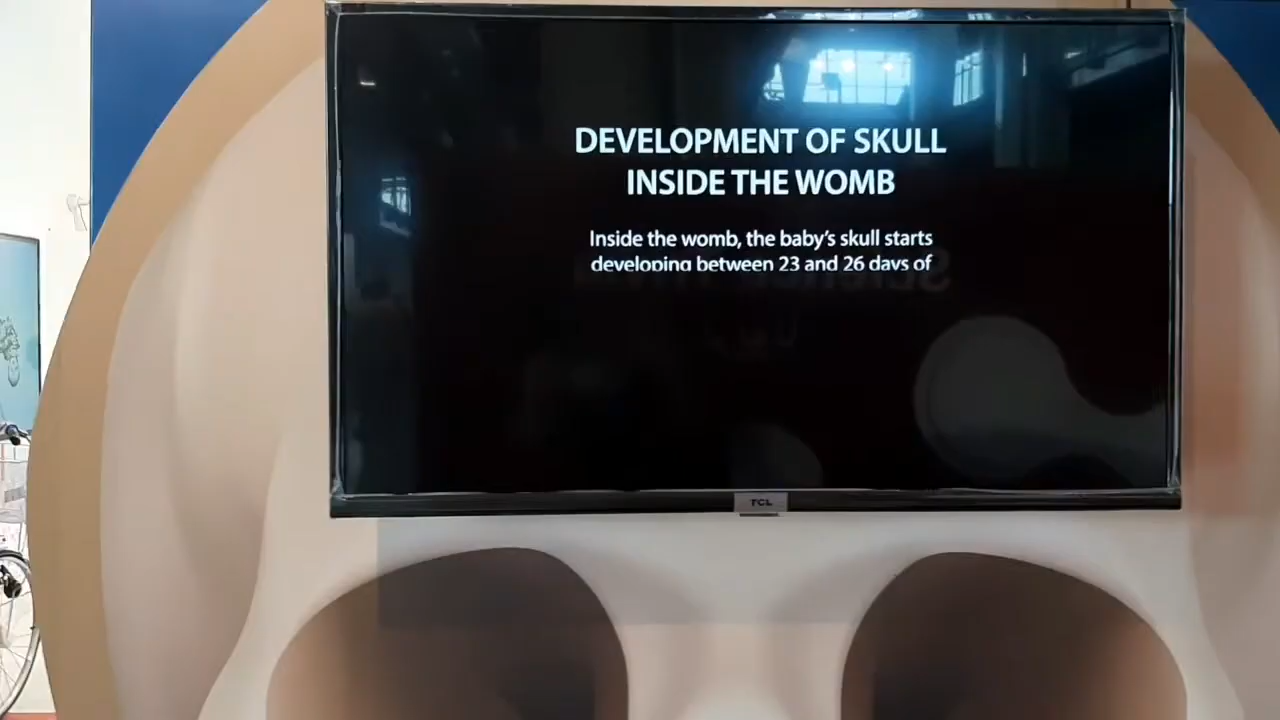 DEVELOPMENT OF SKULL
INSIDE THE WOMB
Inside the womb, the baby's skull starts
developing between 23 and 26 days of
TCL